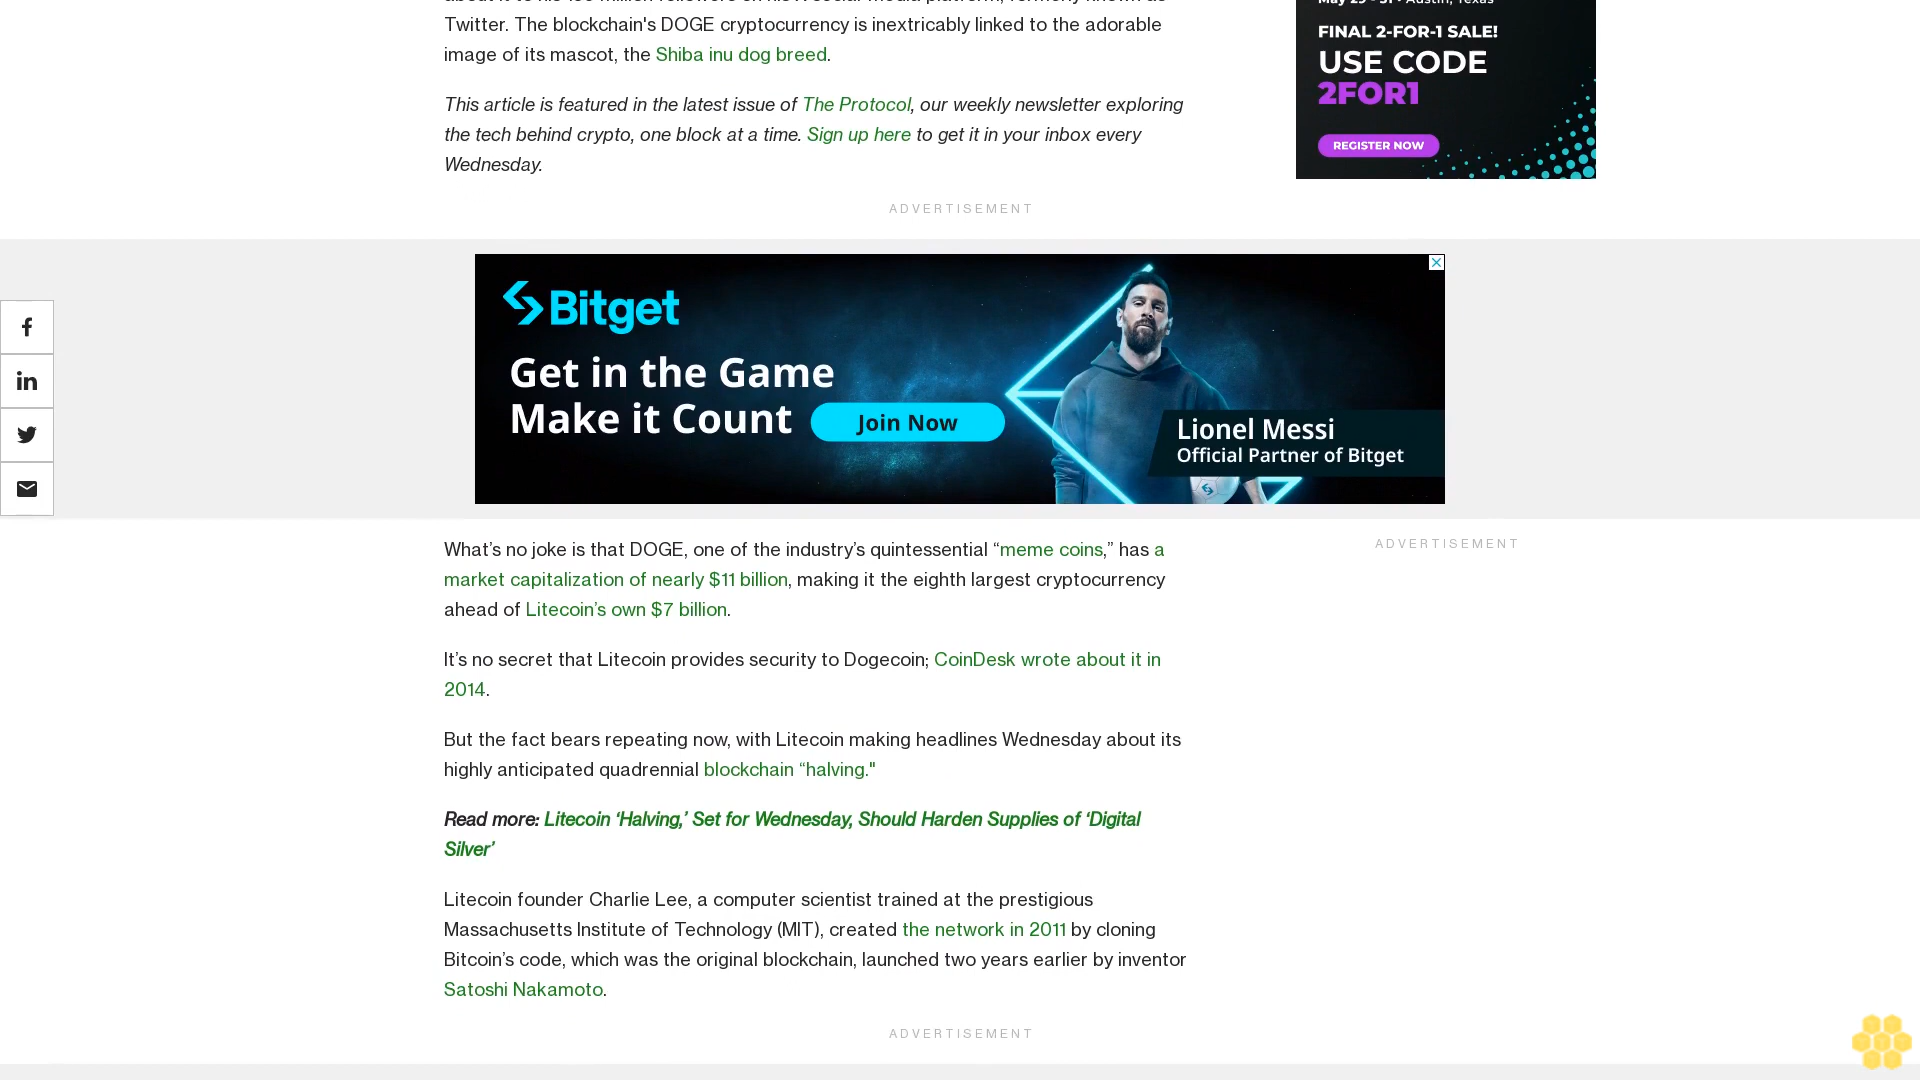 Twitter. The blockchain's DOGE cryptocurrency is inextricably linked to the adorable
image of its mascot, the Shiba inu dog breed.
This article is featured in the latest issue of The Protocol, our weekly newsletter exploring
the tech behind crypto, one block at a time. Sign up here to get it in your inbox every
Wednesday.
FINAL 2-FOR-1 SALE!
USE CODE
2FOR1
REGISTER NOW
ADVERTISEMENT
Bitget
Get in the Game
Make it Count
Join Now
Lionel Messi
Official Partner of Bitget
What’s no joke is that DOGE, one of the industry’s quintessential “meme coins,” has a
market capitalization of nearly $11 billion, making it the eighth largest cryptocurrency
ahead of Litecoin’s own $7 billion.
ADVERTISEMENT
It’s no secret that Litecoin provides security to Dogecoin; CoinDesk wrote about it in
2014.
But the fact bears repeating now, with Litecoin making headlines Wednesday about its
highly anticipated quadrennial blockchain “halving."
Read more: Litecoin ‘Halving,’ Set for Wednesday, Should Harden Supplies of ‘Digital
Silver’
Litecoin founder Charlie Lee, a computer scientist trained at the prestigious
Massachusetts Institute of Technology (MIT), created the network in 2011 by cloning
Bitcoin’s code, which was the original blockchain, launched two years earlier by inventor
Satoshi Nakamoto.
ADVERTISEMENT